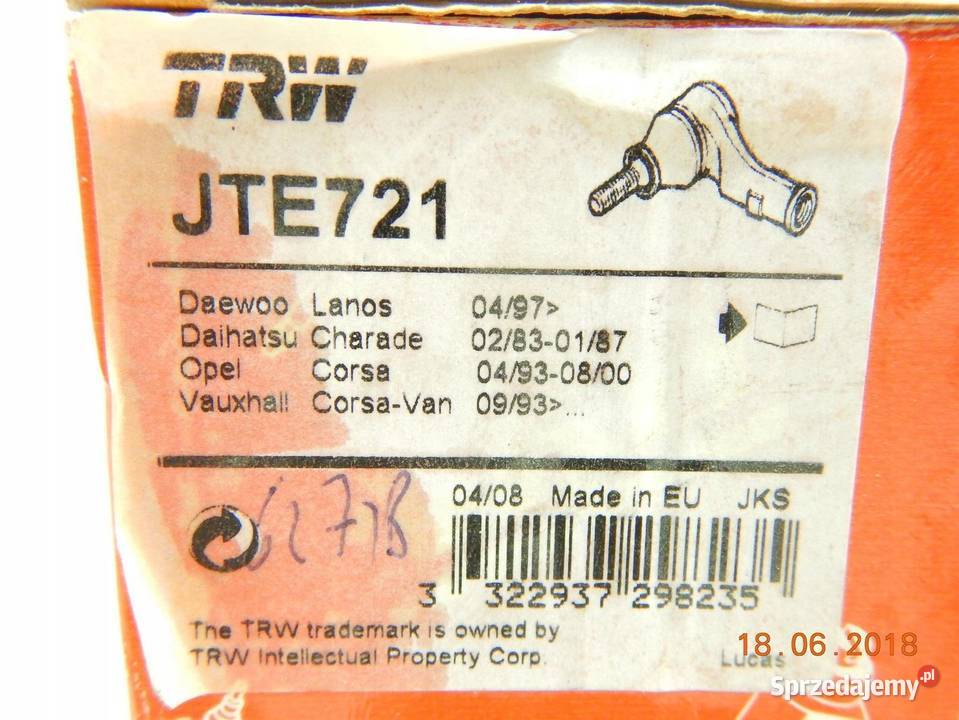 TRW
JTE721
Daewoo Lanos 04/97>
Daihatsu Charade 02/83-01/87
Opel Corsa 04/93-08/00
Vauxhall Corsa-Van 09/93>...
04/08 Made in EU JKS
3 322937 298235
The TRW trademark is owned by
TRW Intellectual Property Corp.
Lucas
18.06.2018
Sprzedajemy.pl